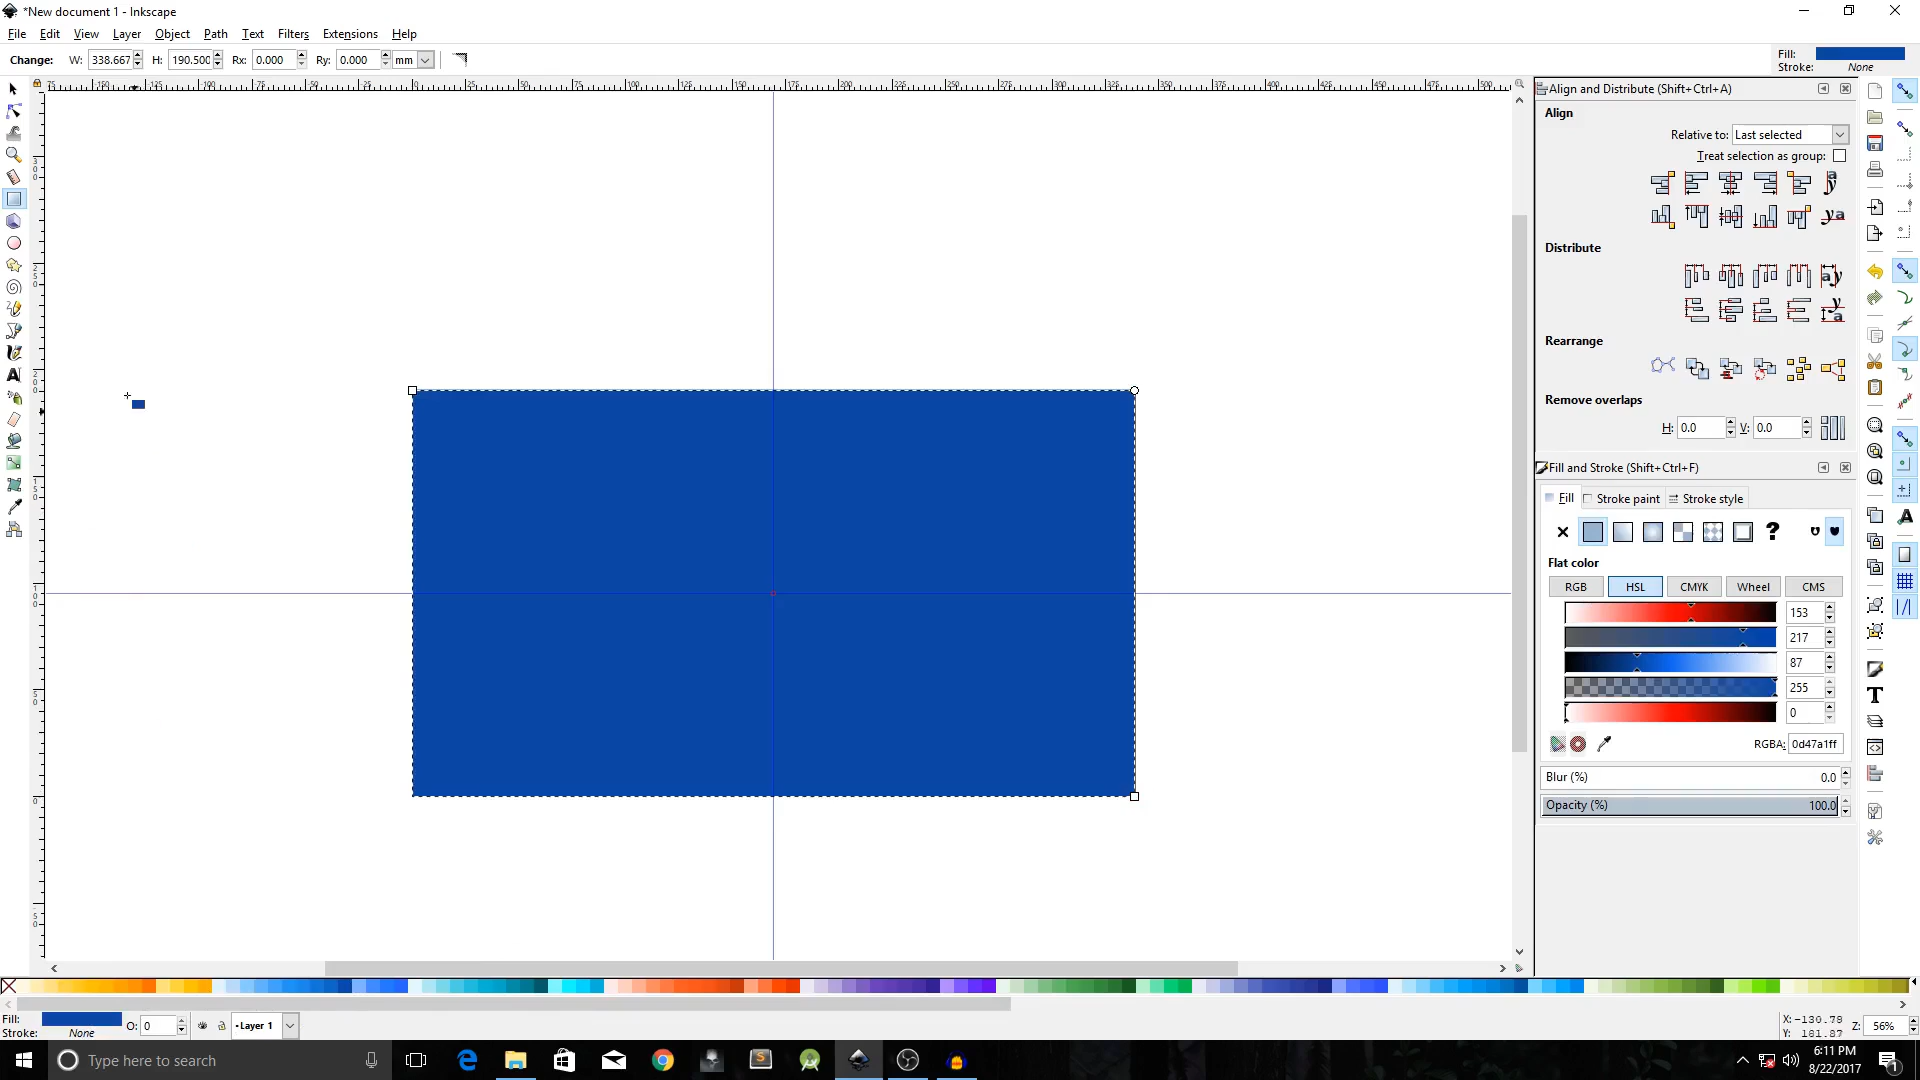 *New document 1 - Inkscape
File Edit View Layer Object Path Text Filters Extensions Help
Change: W: 338.667 H: 190.500 Rx: 0.000 Ry: 0.000 mm
Fill:
Stroke: None
Align and Distribute (Shift+Ctrl+A)
Align
Relative to: Last selected
Treat selection as group:
Distribute
Rearrange
Remove overlaps
H: 0.0 V: 0.0
Fill and Stroke (Shift+Ctrl+F)
Fill Stroke paint Stroke style
Flat color
RGB HSL CMYK Wheel CMS
153
217
87
255
0
RGBA: 0d47a1ff
Blur (%) 0.0
Opacity (%) 100.0
Fill:
Stroke: None
O: 0
•Layer 1
X: -130.78
Y: 181.87
Z: 56%
Type here to search
6:11 PM
8/22/2017